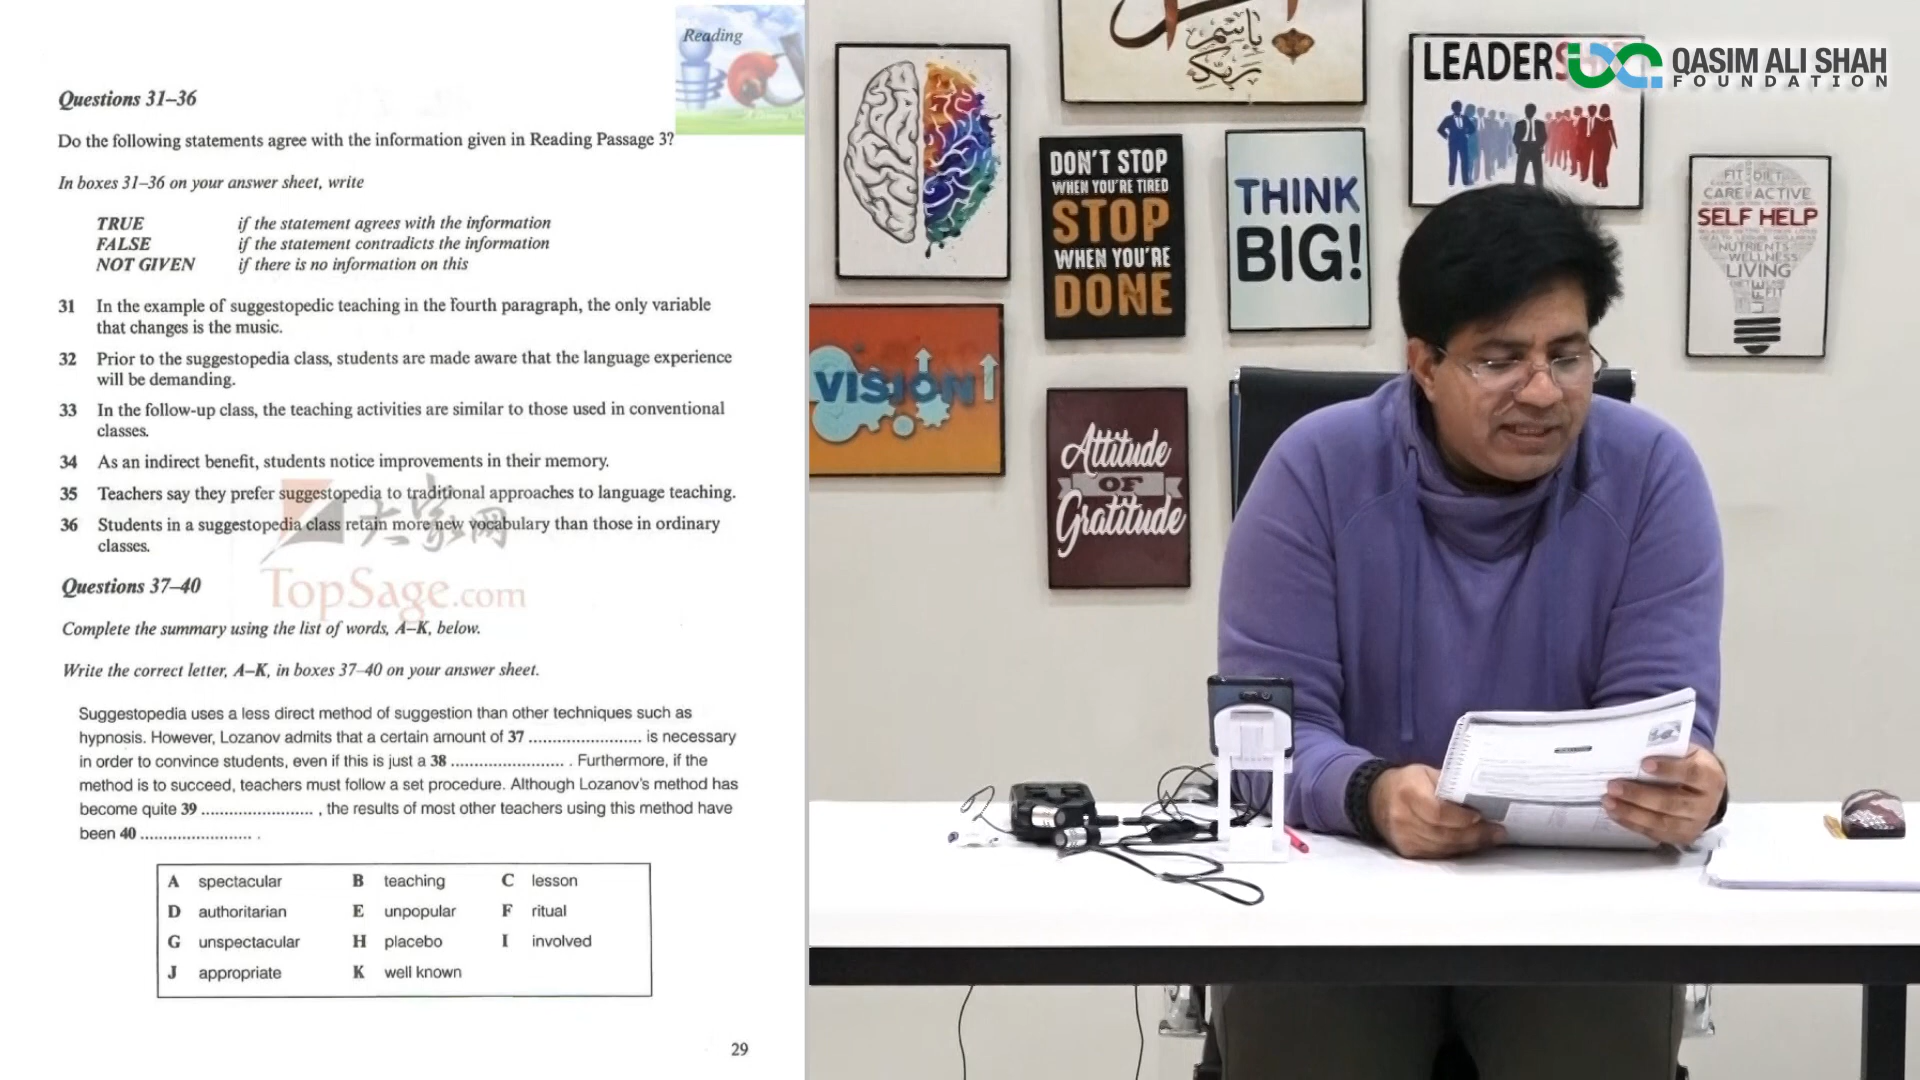 Reading
Questions 31–36
Do the following statements agree with the information given in Reading Passage 3?
In boxes 31–36 on your answer sheet, write
TRUE if the statement agrees with the information
FALSE if the statement contradicts the information
NOT GIVEN if there is no information on this
31 In the example of suggestopedic teaching in the fourth paragraph, the only variable
that changes is the music.
32 Prior to the suggestopedia class, students are made aware that the language experience
will be demanding.
33 In the follow-up class, the teaching activities are similar to those used in conventional
classes.
34 As an indirect benefit, students notice improvements in their memory.
35 Teachers say they prefer suggestopedia to traditional approaches to language teaching.
36 Students in a suggestopedia class retain more new vocabulary than those in ordinary
classes.
大家网
TopSage.com
Questions 37–40
Complete the summary using the list of words, A–K, below.
Write the correct letter, A–K, in boxes 37–40 on your answer sheet.
Suggestopedia uses a less direct method of suggestion than other techniques such as
hypnosis. However, Lozanov admits that a certain amount of 37 ...................... is necessary
in order to convince students, even if this is just a 38 ...................... . Furthermore, if the
method is to succeed, teachers must follow a set procedure. Although Lozanov's method has
become quite 39 ...................... , the results of most other teachers using this method have
been 40 ...................... .
A spectacular B teaching C lesson
D authoritarian E unpopular F ritual
G unspectacular H placebo I involved
J appropriate K well known
29
باسم
ربك
DON'T STOP
WHEN YOU'RE TIRED
STOP
WHEN YOU'RE
DONE
THINK
BIG!
LEADERS
QASIM ALI SHAH
FOUNDATION
FIT DIET
CARE ACTIVE
SELF HELP
NUTRIENTS
WELLNESS
LIVING
LIFE
FIT
VISION
Attitude
OF
Gratitude